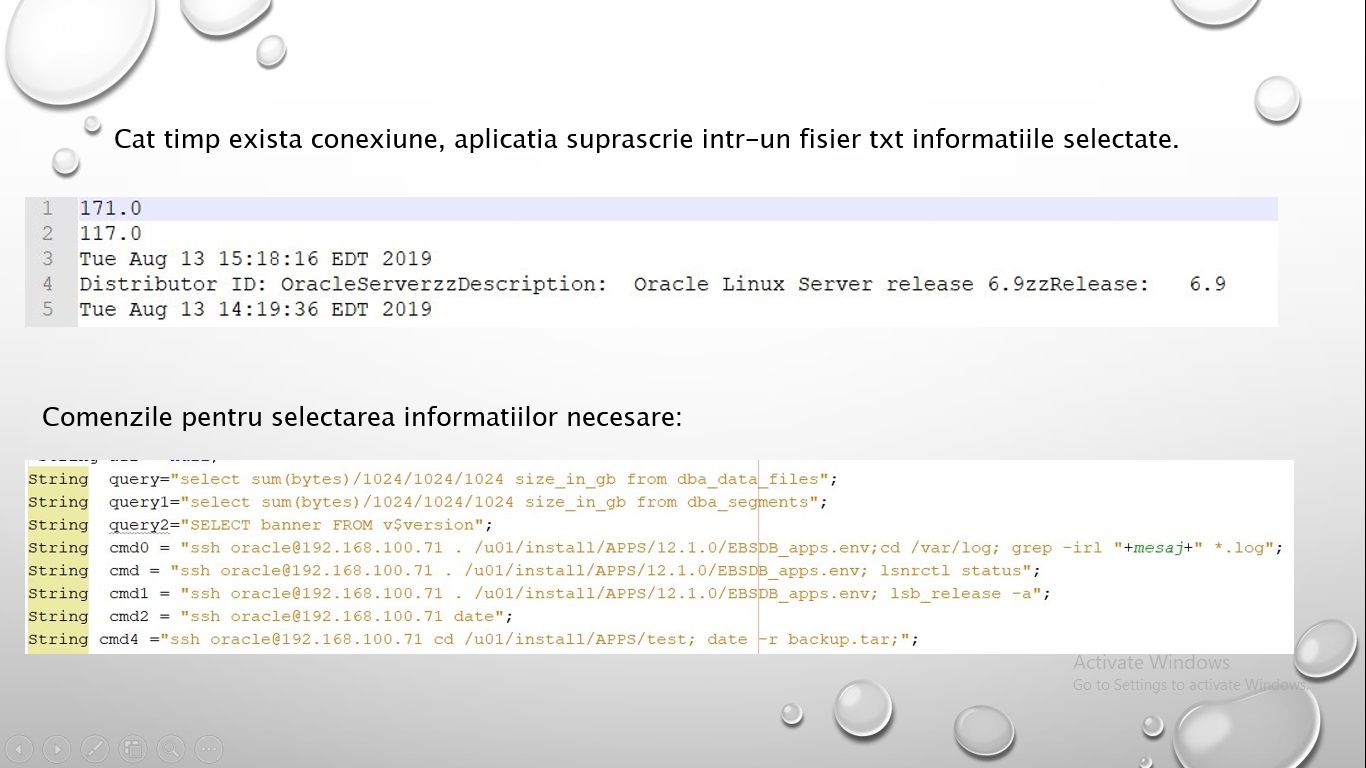 Cat timp exista conexiune, aplicatia suprascrie intr-un fisier txt informatiile selectate.
1 171.0
2 117.0
3 Tue Aug 13 15:18:16 EDT 2019
4 Distributor ID: OracleServerzzDescription:  Oracle Linux Server release 6.9zzRelease:   6.9
5 Tue Aug 13 14:19:36 EDT 2019
Comenzile pentru selectarea informatiilor necesare:
String  query="select sum(bytes)/1024/1024/1024 size_in_gb from dba_data_files";
String  query1="select sum(bytes)/1024/1024/1024 size_in_gb from dba_segments";
String  query2="SELECT banner FROM v$version";
String  cmd0 = "ssh oracle@192.168.100.71 . /u01/install/APPS/12.1.0/EBSDB_apps.env;cd /var/log; grep -irl "+mesaj+" *.log";
String  cmd = "ssh oracle@192.168.100.71 . /u01/install/APPS/12.1.0/EBSDB_apps.env; lsnrctl status";
String  cmd1 = "ssh oracle@192.168.100.71 . /u01/install/APPS/12.1.0/EBSDB_apps.env; lsb_release -a";
String  cmd2 = "ssh oracle@192.168.100.71 date";
String cmd4 ="ssh oracle@192.168.100.71 cd /u01/install/APPS/test; date -r backup.tar;";
Activate Windows
Go to Settings to activate Windows.